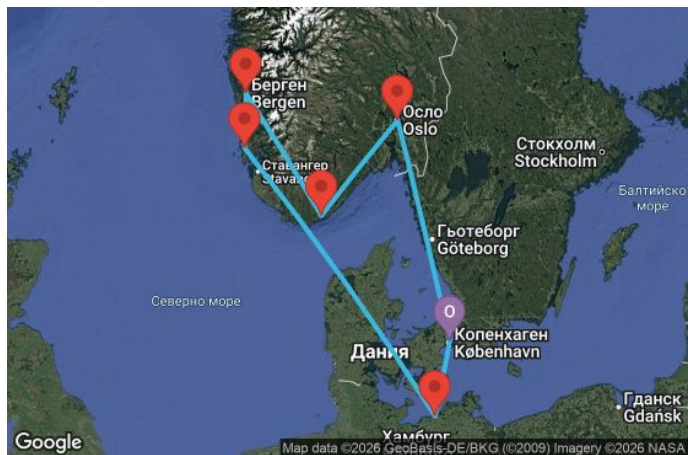 Берген
Bergen
Осло
Oslo
Стокхолм
Stockholm
Ставангер
Балтийско
море
Гьотеборг
Göteborg
Северно море
O
Копенхаген
København
Дания
Гданск
Gdańsk
Хамбург
Google
Map data ©2026 GeoBasis-DE/BKG (©2009) Imagery ©2026 NASA